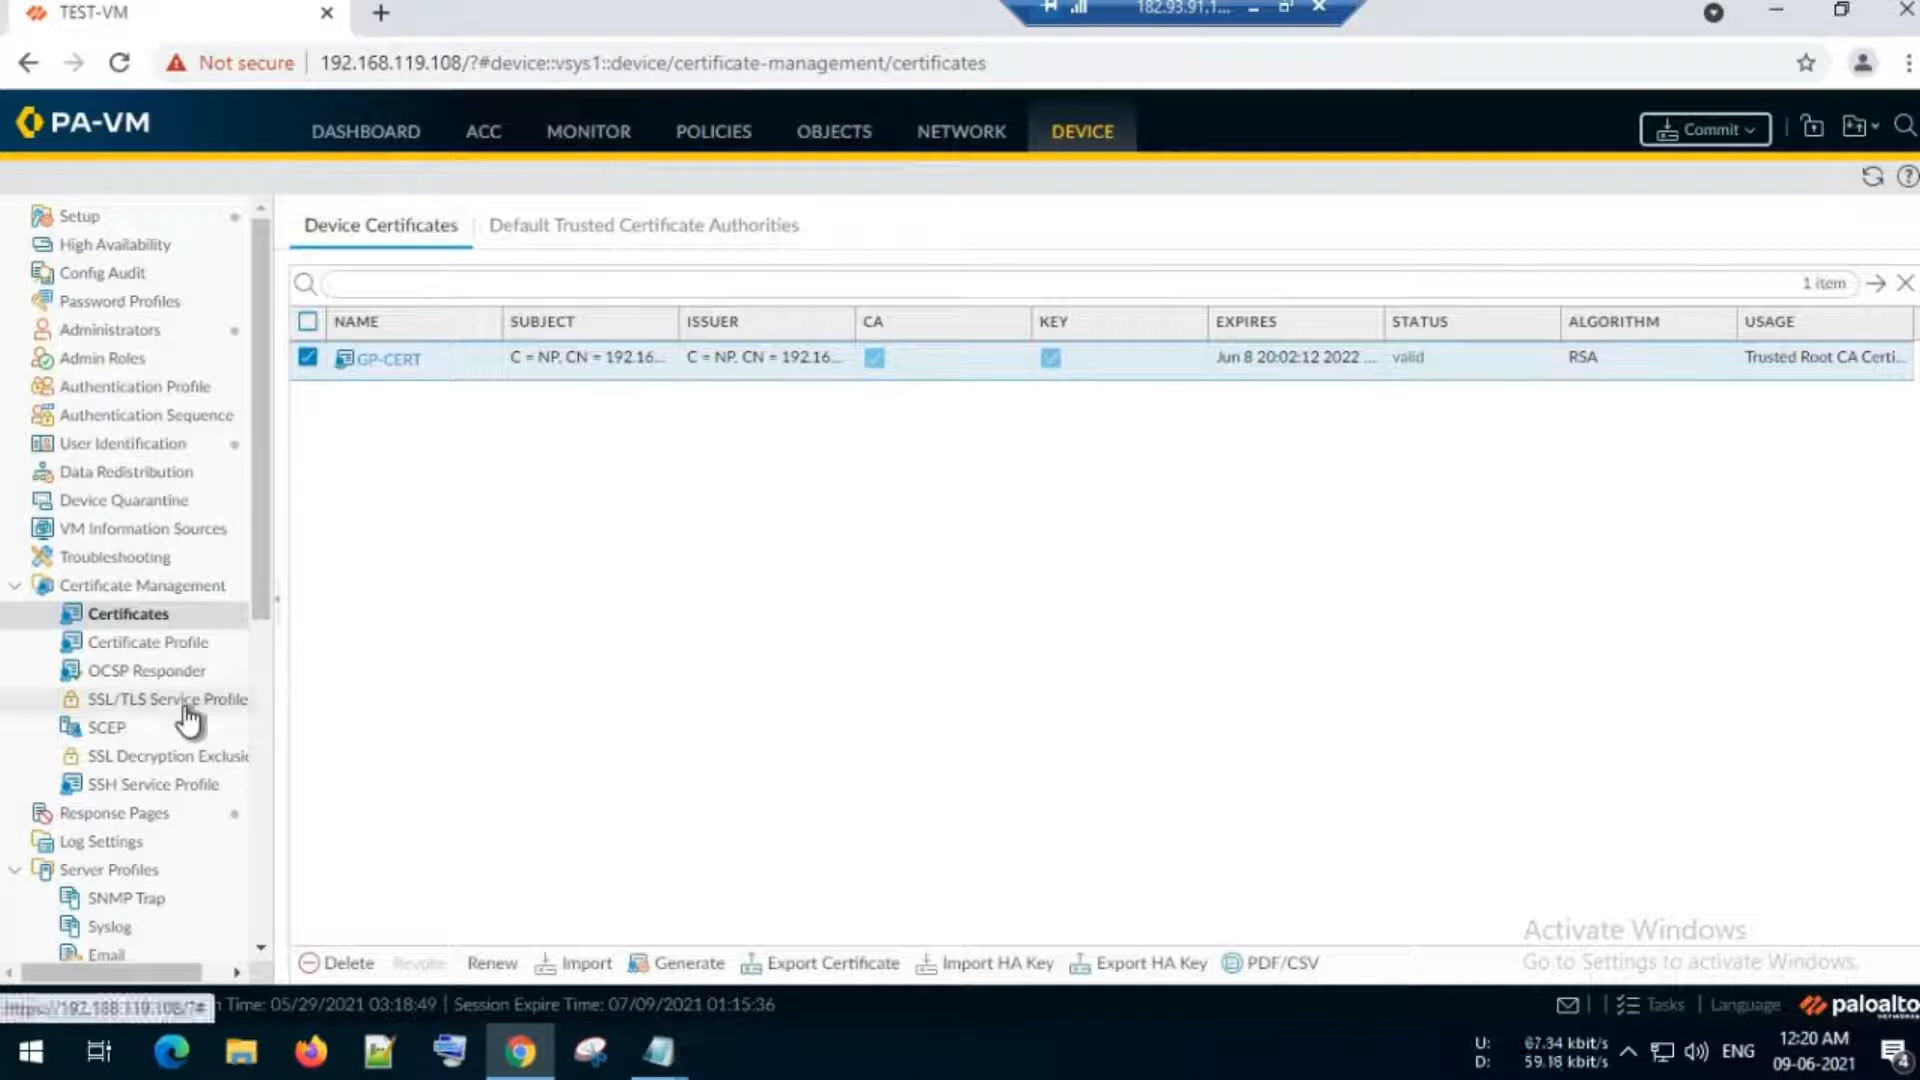 TEST-VM
182.93.91.1...
Not secure
192.168.119.108/?#device::vsys1::device/certificate-management/certificates
PA-VM
DASHBOARD
ACC
MONITOR
POLICIES
OBJECTS
NETWORK
DEVICE
Commit
Setup
High Availability
Config Audit
Password Profiles
Administrators
Admin Roles
Authentication Profile
Authentication Sequence
User Identification
Data Redistribution
Device Quarantine
VM Information Sources
Troubleshooting
Certificate Management
Certificates
Certificate Profile
OCSP Responder
SSL/TLS Service Profile
SCEP
SSL Decryption Exclusio
SSH Service Profile
Response Pages
Log Settings
Server Profiles
SNMP Trap
Syslog
Email
Device Certificates
Default Trusted Certificate Authorities
1 item
NAME SUBJECT ISSUER CA KEY EXPIRES STATUS ALGORITHM USAGE
GP-CERT C = NP, CN = 192.16... C = NP, CN = 192.16... Jun 8 20:02:12 2022 ... valid RSA Trusted Root CA Certi...
Delete Revoke Renew Import Generate Export Certificate Import HA Key Export HA Key PDF/CSV
Activate Windows
Go to Settings to activate Windows.
Time: 05/29/2021 03:18:49 | Session Expire Time: 07/09/2021 01:15:36
Tasks
Language
paloalto
NETWORKS
U: 67.34 kbit/s
D: 59.18 kbit/s
ENG
12:20 AM
09-06-2021
4